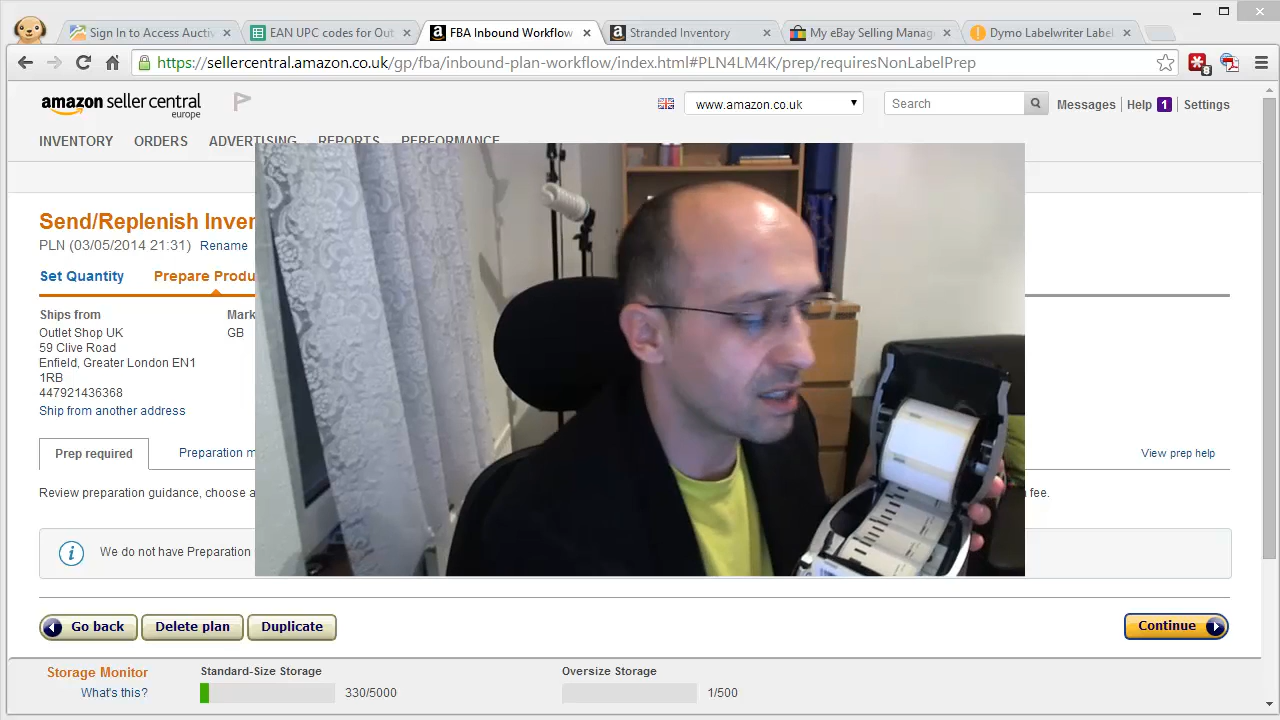 Sign In to Access Aucti
EAN UPC codes for Out
FBA Inbound Workflow
Stranded Inventory
My eBay Selling Manag
Dymo Labelwriter Label
https://sellercentral.amazon.co.uk/gp/fba/inbound-plan-workflow/index.html#PLN4LM4K/prep/requiresNonLabelPrep
amazon seller central
europe
www.amazon.co.uk
Search
Messages
Help 1
Settings
INVENTORY ORDERS ADVERTISING REPORTS PERFORMANCE
Send/Replenish Inven
PLN (03/05/2014 21:31) Rename
Set Quantity Prepare Produ
Ships from Mark
Outlet Shop UK GB
59 Clive Road
Enfield, Greater London EN1
1RB
447921436368
Ship from another address
Prep required Preparation m View prep help
Review preparation guidance, choose a n fee.
We do not have Preparation
Go back Delete plan Duplicate Continue
Storage Monitor Standard-Size Storage Oversize Storage
What's this? 330/5000 1/500